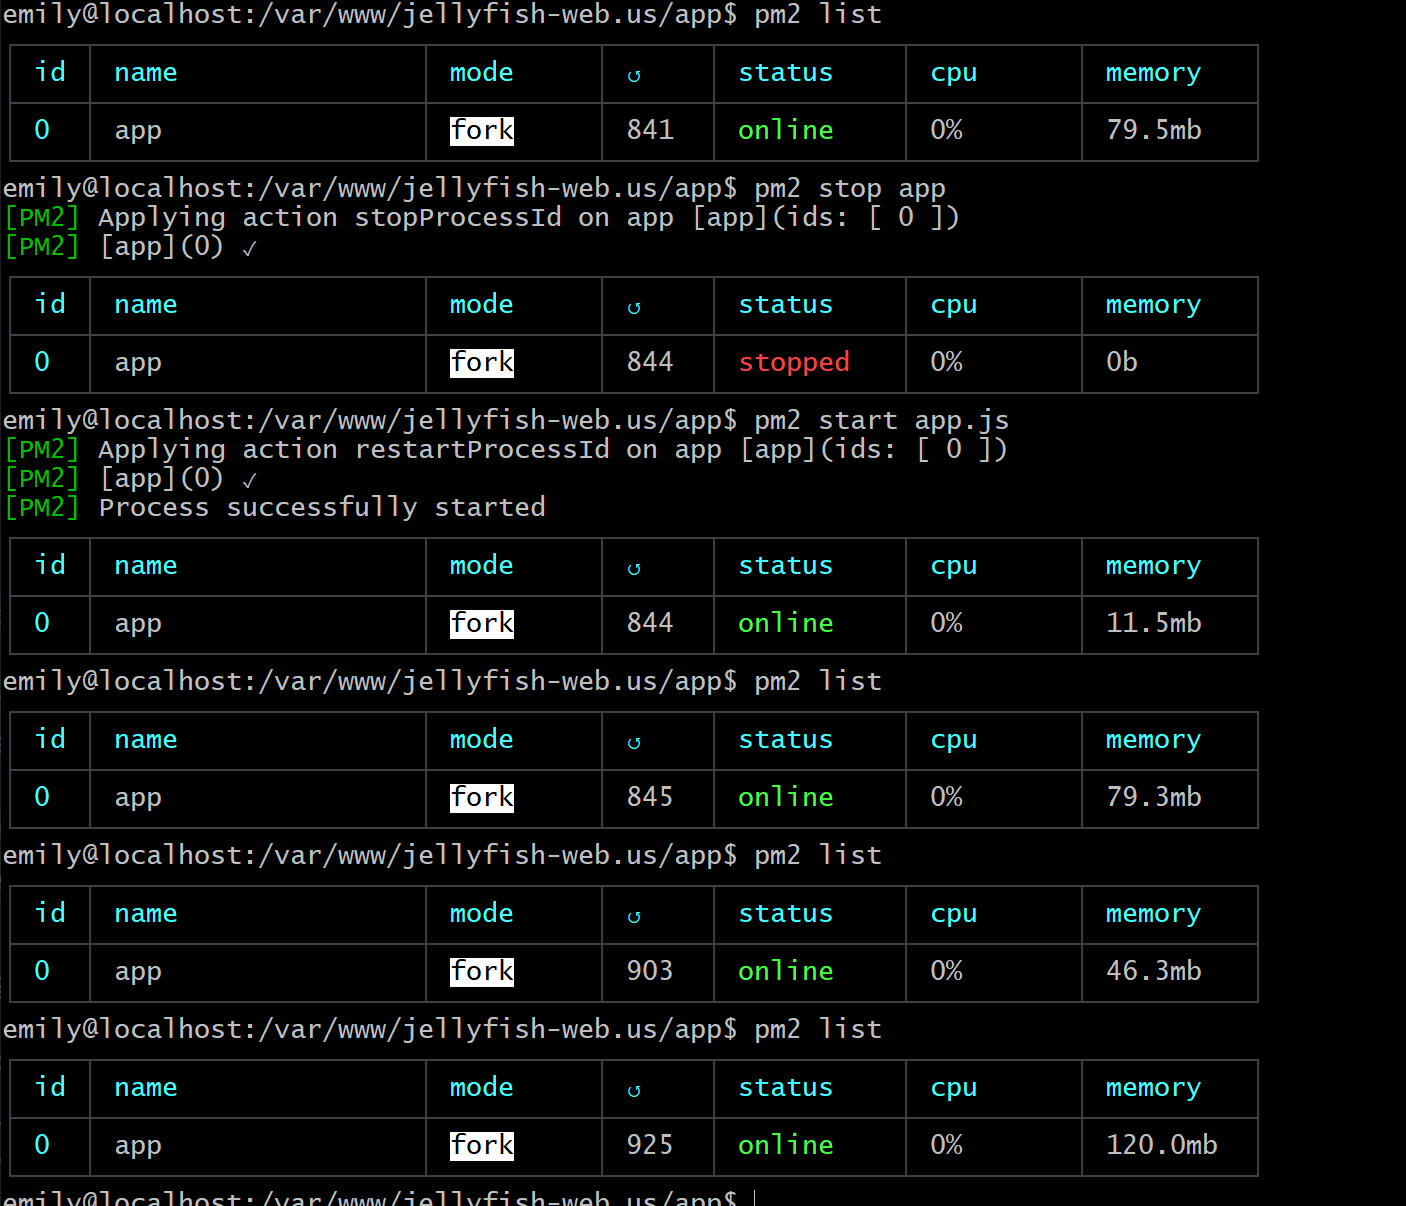 emily@localhost:/var/www/jellyfish-web.us/app$ pm2 list
id name mode ↺ status cpu memory
0 app fork 841 online 0% 79.5mb
emily@localhost:/var/www/jellyfish-web.us/app$ pm2 stop app
[PM2] Applying action stopProcessId on app [app](ids: [ 0 ])
[PM2] [app](0) ✓
id name mode ↺ status cpu memory
0 app fork 844 stopped 0% 0b
emily@localhost:/var/www/jellyfish-web.us/app$ pm2 start app.js
[PM2] Applying action restartProcessId on app [app](ids: [ 0 ])
[PM2] [app](0) ✓
[PM2] Process successfully started
id name mode ↺ status cpu memory
0 app fork 844 online 0% 11.5mb
emily@localhost:/var/www/jellyfish-web.us/app$ pm2 list
id name mode ↺ status cpu memory
0 app fork 845 online 0% 79.3mb
emily@localhost:/var/www/jellyfish-web.us/app$ pm2 list
id name mode ↺ status cpu memory
0 app fork 903 online 0% 46.3mb
emily@localhost:/var/www/jellyfish-web.us/app$ pm2 list
id name mode ↺ status cpu memory
0 app fork 925 online 0% 120.0mb
emily@localhost:/var/www/jellyfish-web.us/app$